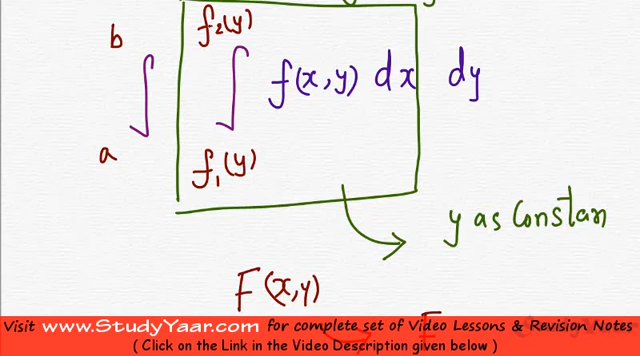 b f₂(y)
∫ ∫ f(x,y) dx dy
a f₁(y)
y as Constan
F(x,y)
F
Visit www.StudyYaar.com for complete set of Video Lessons & Revision Notes
( Click on the Link in the Video Description given below )